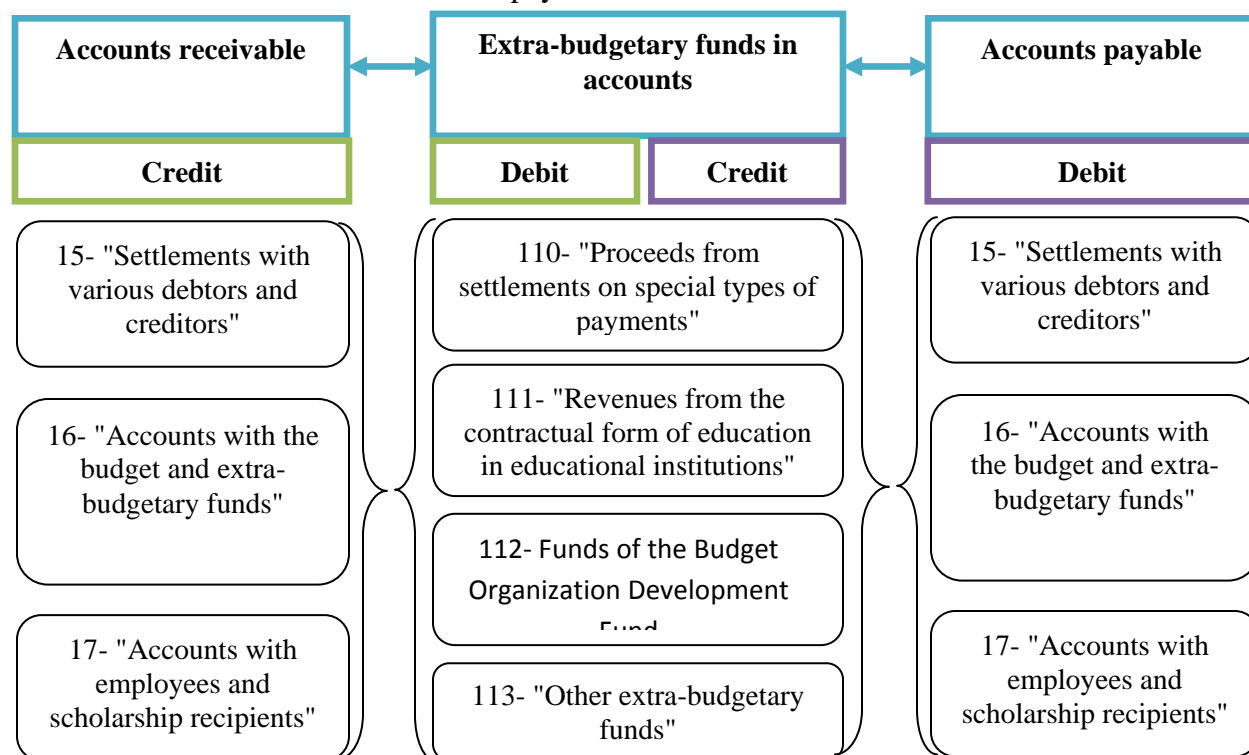 Accounts receivable
Extra-budgetary funds in
accounts
Accounts payable
Credit
Debit
Credit
Debit
15- "Settlements with
various debtors and
creditors"
16- "Accounts with the
budget and extra-
budgetary funds"
17- "Accounts with
employees and
scholarship recipients"
110- "Proceeds from
settlements on special types of
payments"
111- "Revenues from the
contractual form of education
in educational institutions"
112- Funds of the Budget
Organization Development
Fund
113- "Other extra-budgetary
funds"
15- "Settlements with
various debtors and
creditors"
16- "Accounts with
the budget and extra-
budgetary funds"
17- "Accounts with
employees and
scholarship recipients"